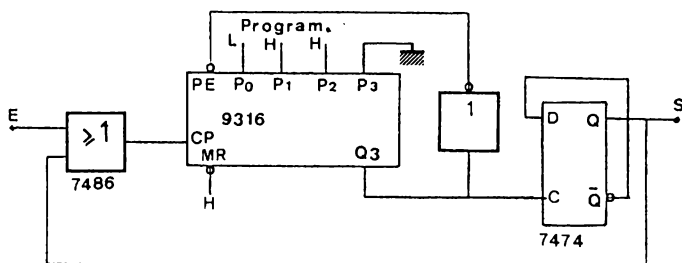 Program.
L H H
PE P0 P1 P2 P3
E
≥ 1
CP
9316
MR
Q3
H
7486
1
D Q
C Q̄
7474
S